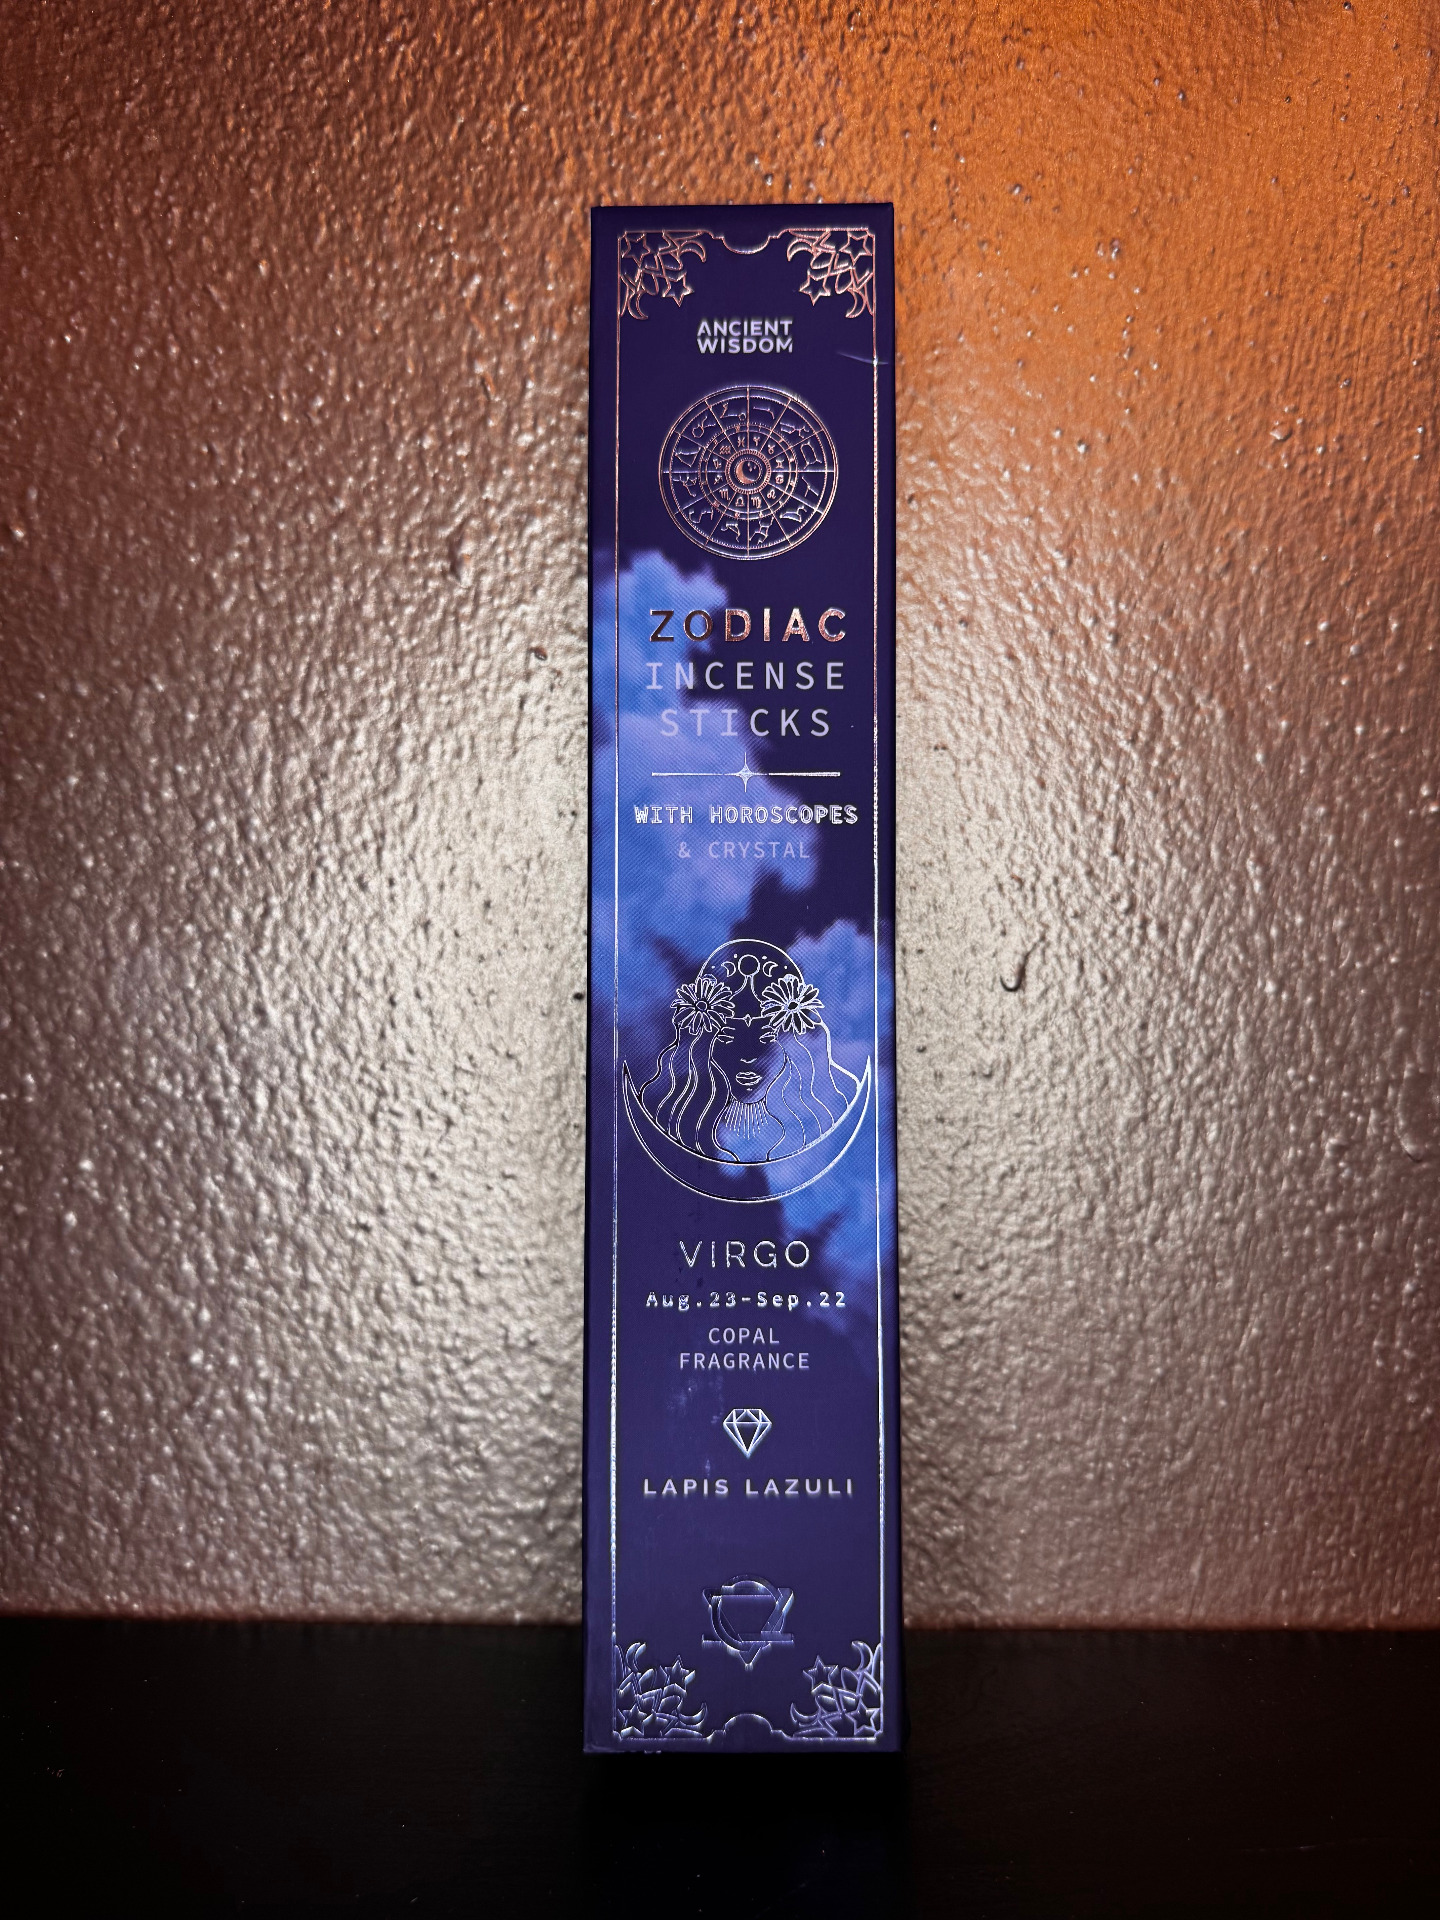 ANCIENT
WISDOM
ZODIAC
INCENSE
STICKS
WITH HOROSCOPES
& CRYSTAL
VIRGO
Aug.23-Sep.22
COPAL
FRAGRANCE
LAPIS LAZULI